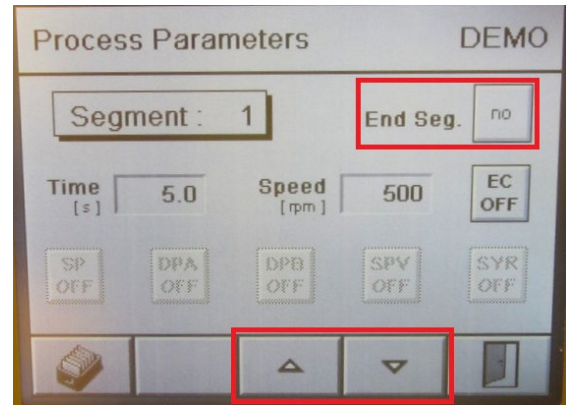 Process Parameters DEMO
Segment : 1 End Seg. no
Time [s] 5.0 Speed [rpm] 500 EC OFF
SP OFF DPA OFF DPB OFF SPV OFF SYR OFF